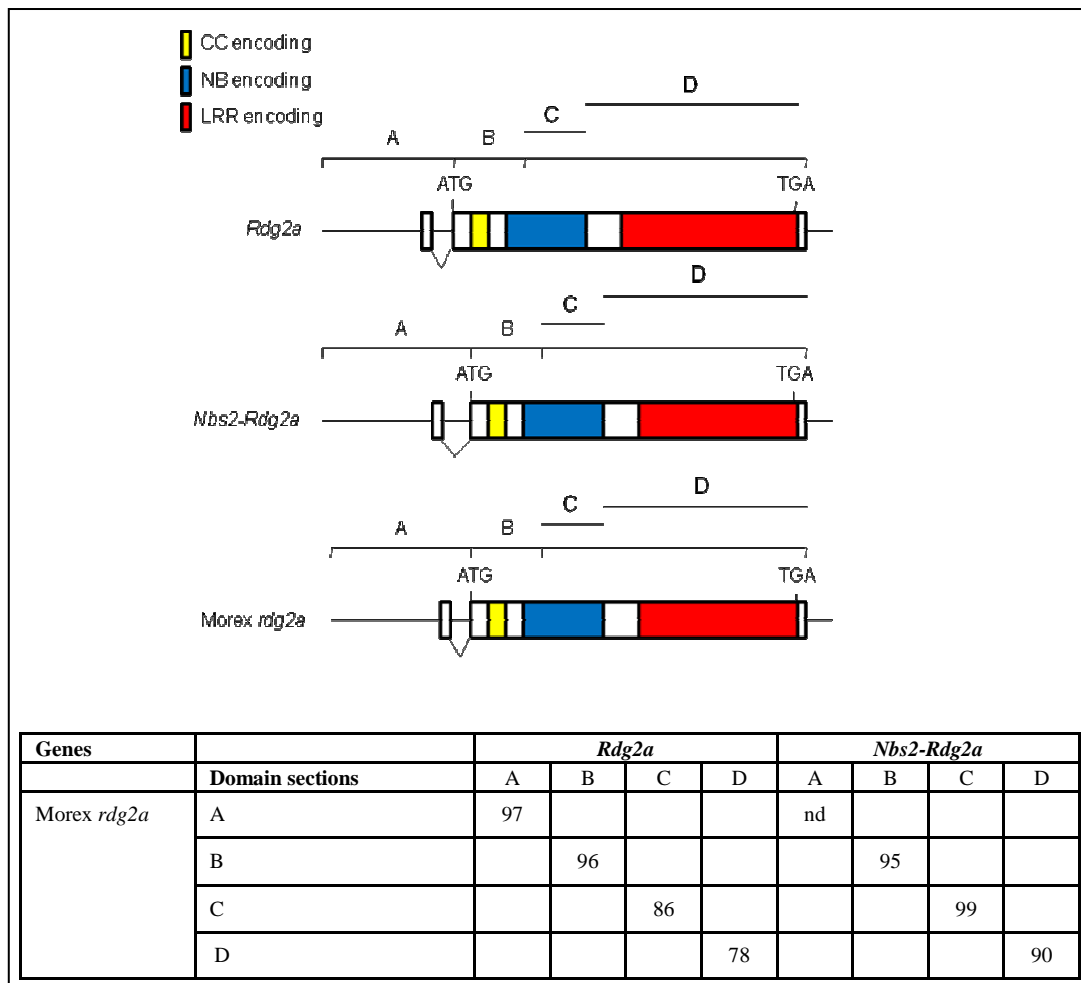 CC encoding
NB encoding
LRR encoding
D
C
A B
ATG TGA
Rdg2a
D
C
A B
ATG TGA
Nbs2-Rdg2a
D
C
A B
ATG TGA
Morex rdg2a
Genes Rdg2a Nbs2-Rdg2a
Domain sections A B C D A B C D
Morex rdg2a A 97 nd
B 96 95
C 86 99
D 78 90